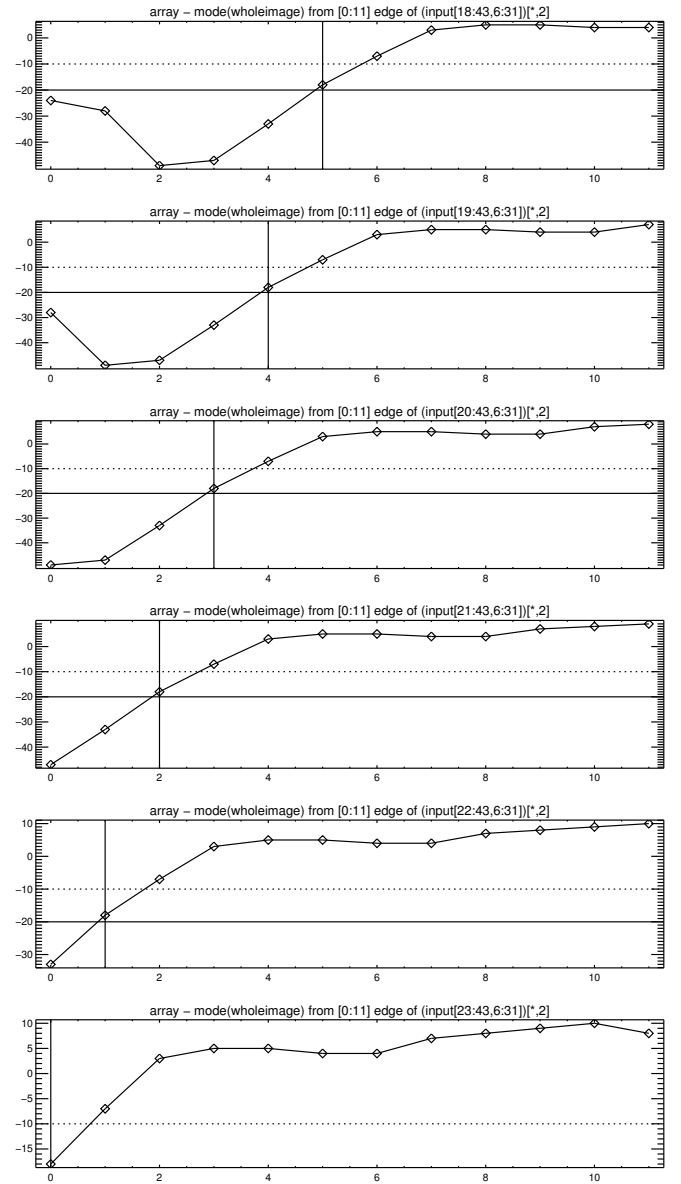 array − mode(wholeimage) from [0:11] edge of (input[18:43,6:31])[*,2]
0
−10
−20
−30
−40
0 2 4 6 8 10
array − mode(wholeimage) from [0:11] edge of (input[19:43,6:31])[*,2]
0
−10
−20
−30
−40
0 2 4 6 8 10
array − mode(wholeimage) from [0:11] edge of (input[20:43,6:31])[*,2]
0
−10
−20
−30
−40
0 2 4 6 8 10
array − mode(wholeimage) from [0:11] edge of (input[21:43,6:31])[*,2]
0
−10
−20
−30
−40
0 2 4 6 8 10
array − mode(wholeimage) from [0:11] edge of (input[22:43,6:31])[*,2]
10
0
−10
−20
−30
0 2 4 6 8 10
array − mode(wholeimage) from [0:11] edge of (input[23:43,6:31])[*,2]
10
5
0
−5
−10
−15
0 2 4 6 8 10